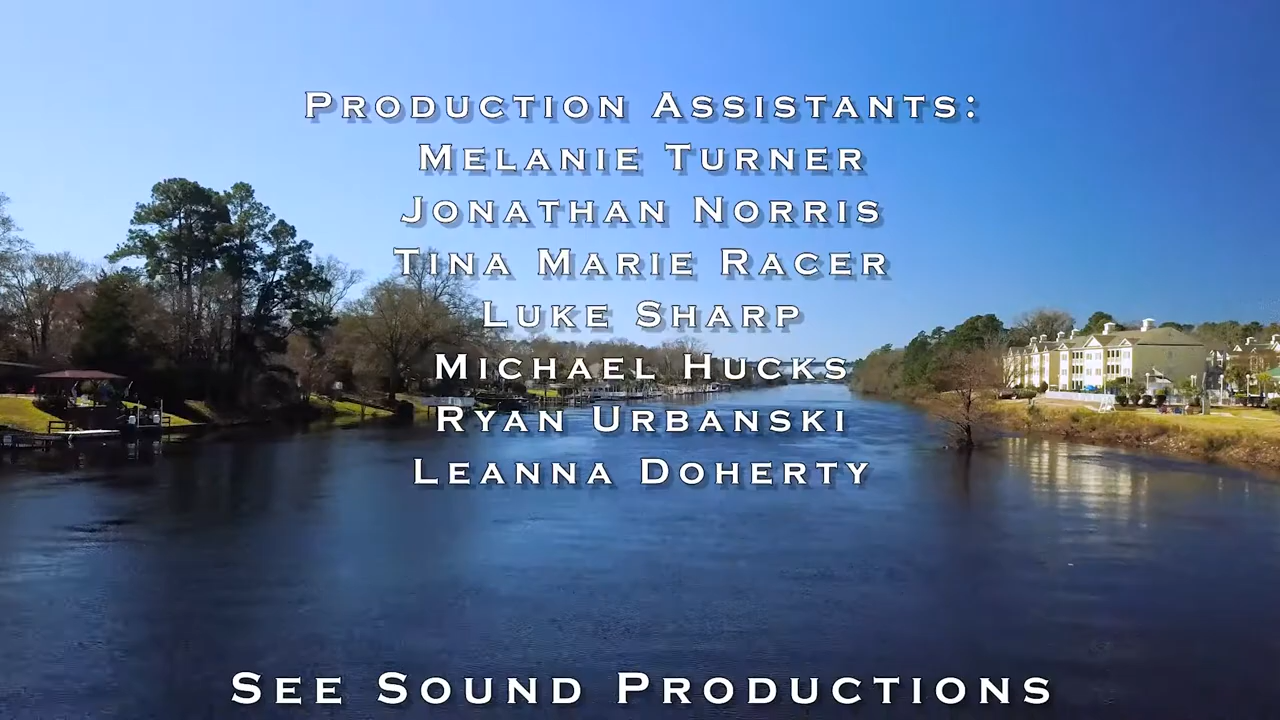 Production Assistants:
Melanie Turner
Jonathan Norris
Tina Marie Racer
Luke Sharp
Michael Hucks
Ryan Urbanski
Leanna Doherty
See Sound Productions